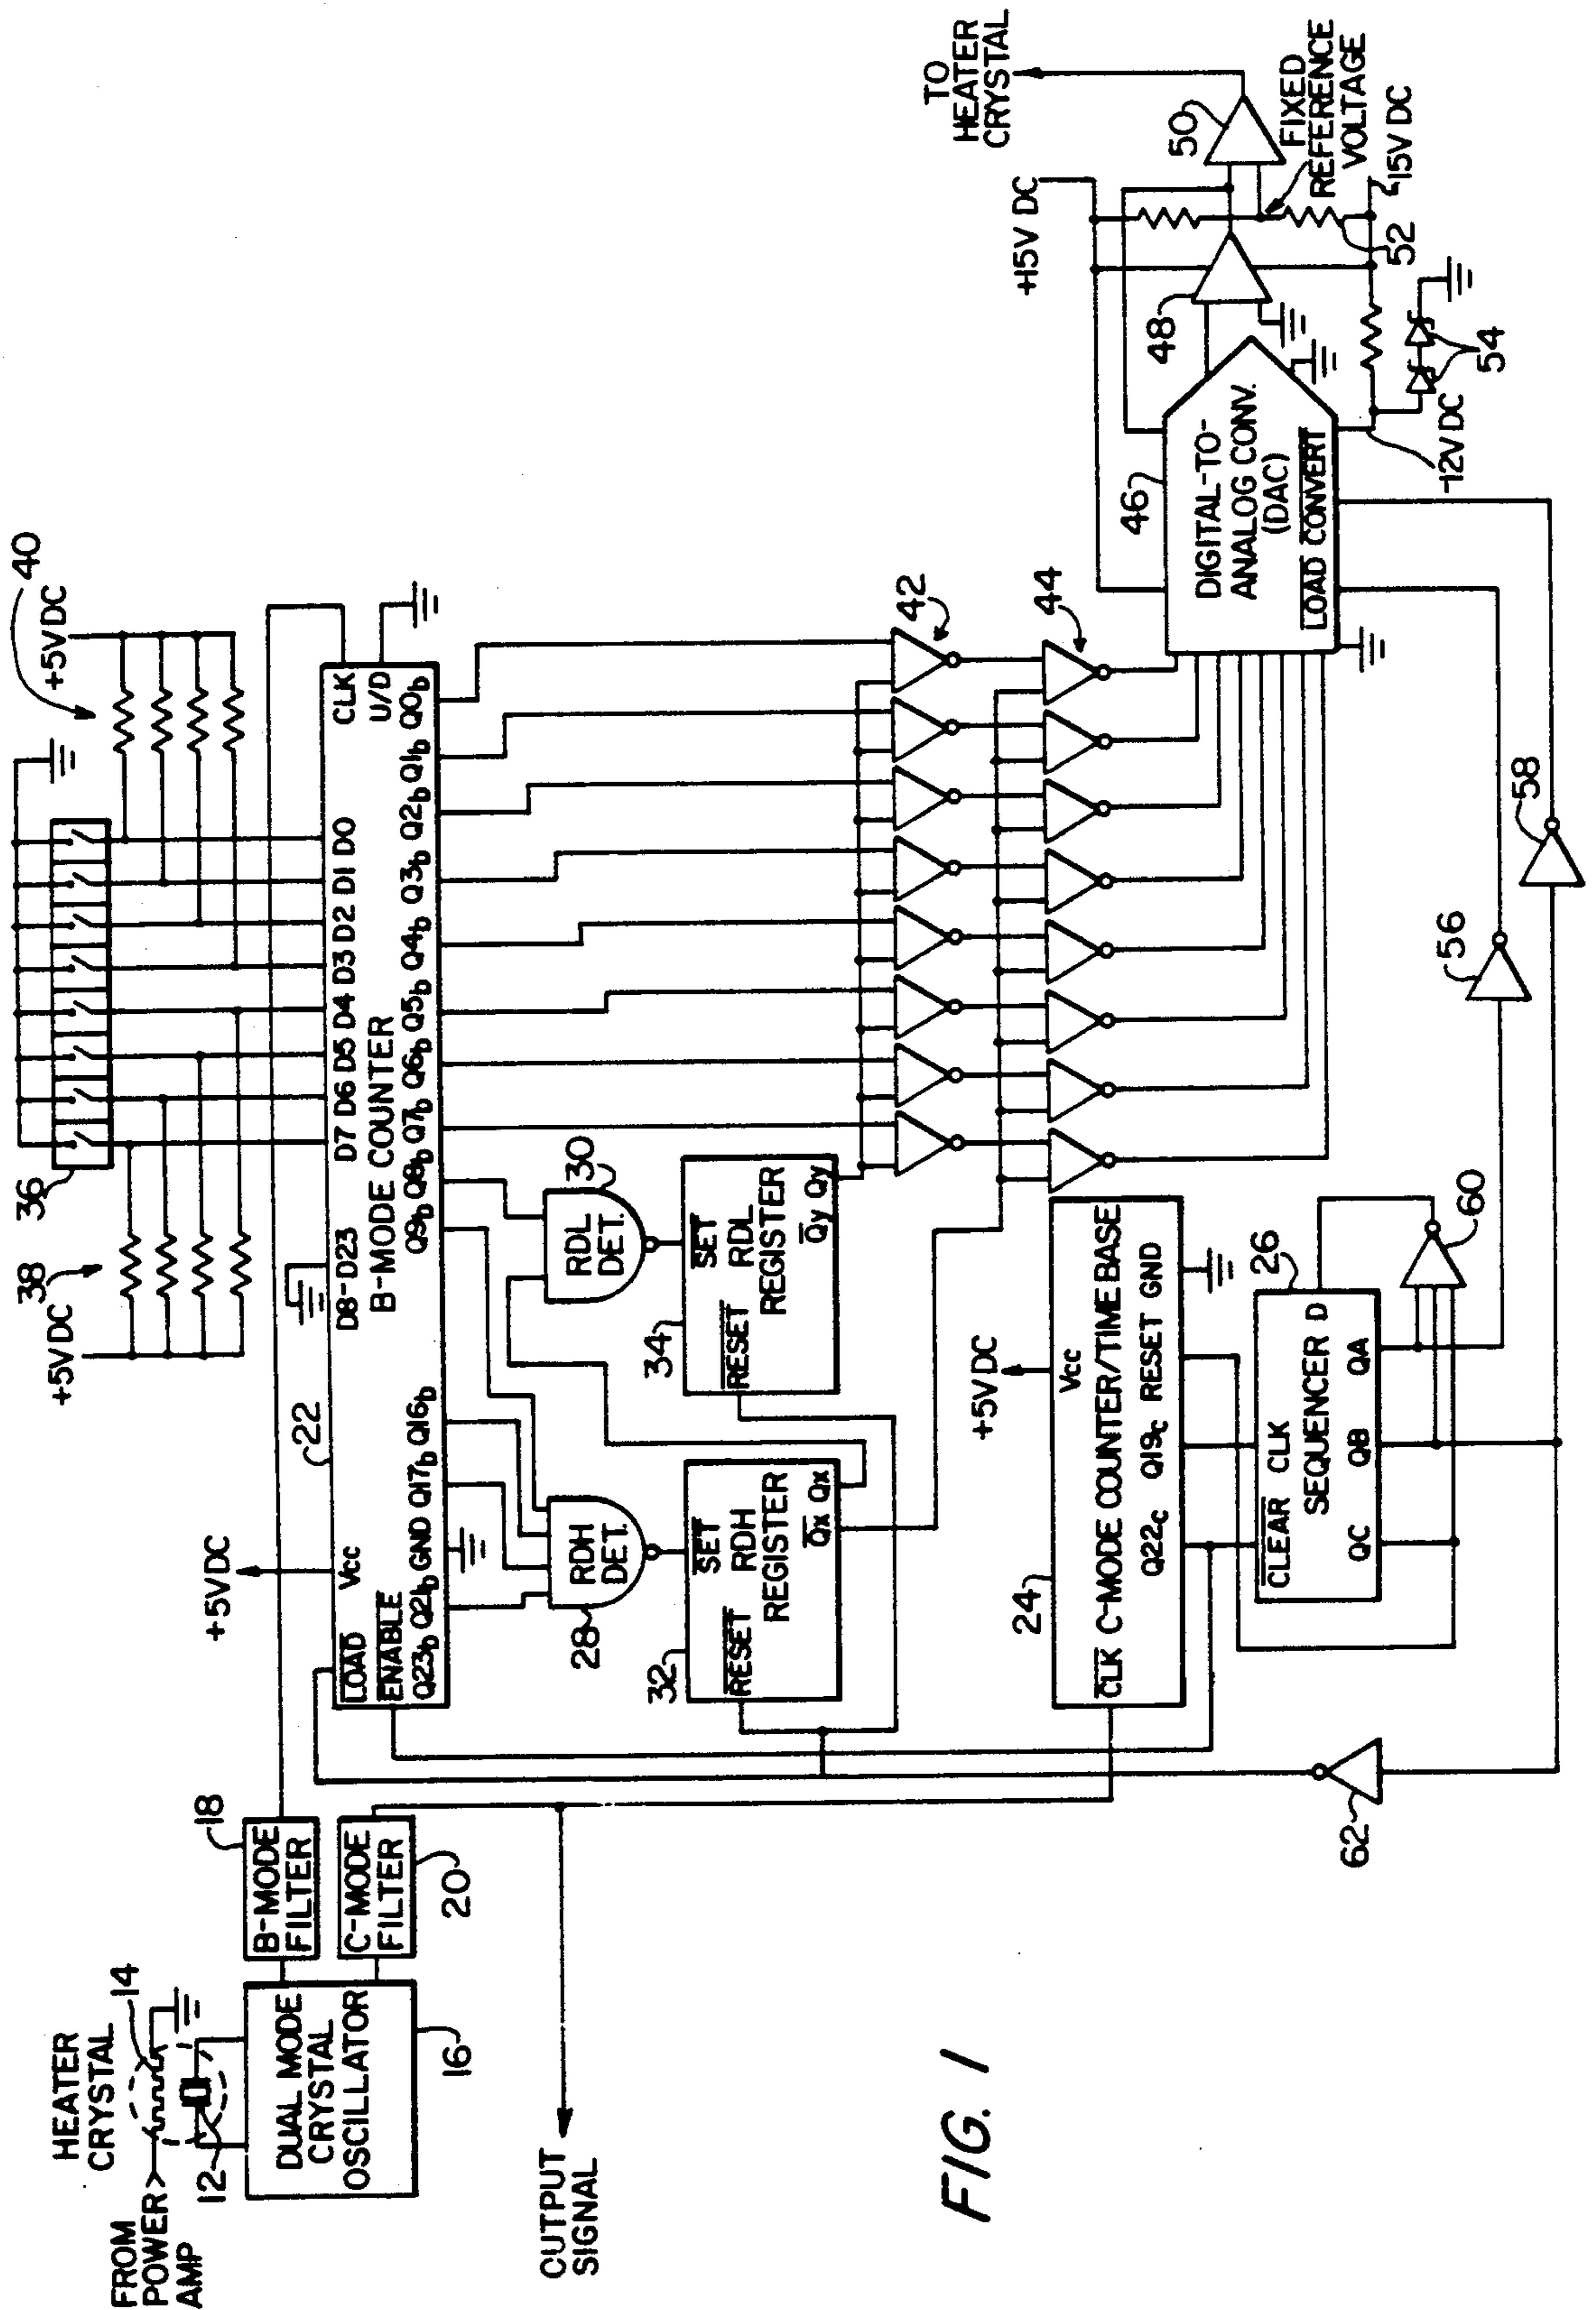 HEATER
CRYSTAL
14
FROM
POWER
AMP
12
DUAL MODE
CRYSTAL
OSCILLATOR
16
B-MODE
FILTER
18
C-MODE
FILTER
20
CUTPUT
SIGNAL
+5VDC
38
36
40
+5VDC
+5VDC
22
LOAD
Vcc
D8-D23
D7 D6 D5 D4 D3 D2 D1 D0
CLK
ENABLE
B-MODE COUNTER
U/D
Q23b Q21b GND Q17b Q16b
Q9b Q8b Q7b Q6b Q5b Q4b Q3b Q2b Q1b Q0b
RDH
DET.
28
RDL
DET.
30
32
RESET
SET
RDH
REGISTER
Qx Qx
34
RESET
SET
RDL
REGISTER
Qy Qy
42
44
+5VDC
24
Vcc
CLK C-MODE COUNTER/TIME BASE
Q22c Q19c RESET GND
26
CLEAR CLK
SEQUENCER D
QC QB QA
60
62
56
58
46
DIGITAL-TO-
ANALOG CONV.
(DAC)
LOAD CONVERT
48
+15V DC
50
TO
HEATER
CRYSTAL
FIXED
REFERENCE
VOLTAGE
-15V DC
52
54
-12V DC
FIG. 1